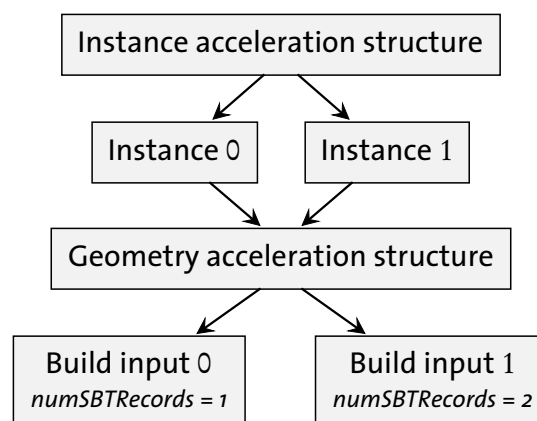 Instance acceleration structure
Instance 0
Instance 1
Geometry acceleration structure
Build input 0
numSBTRecords = 1
Build input 1
numSBTRecords = 2